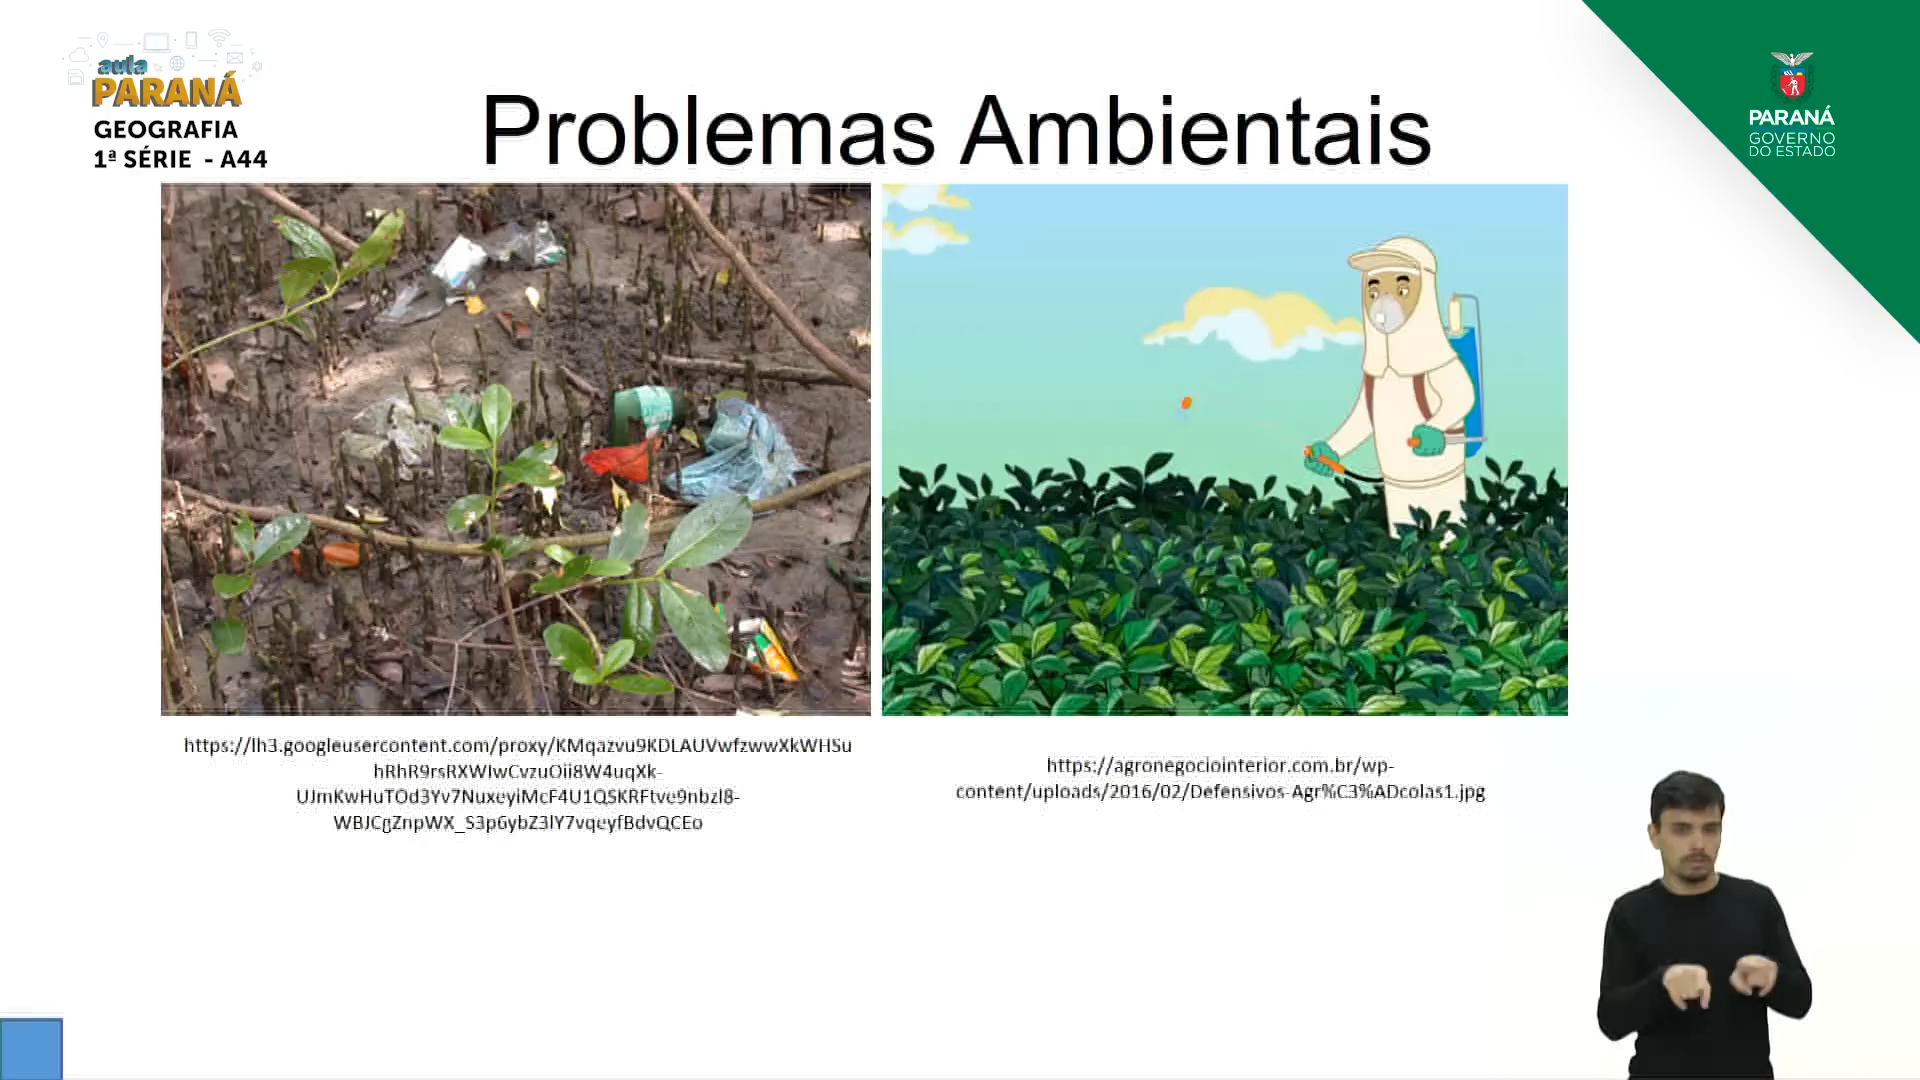 aula
PARANÁ
GEOGRAFIA
1ª SÉRIE - A44
Problemas Ambientais
PARANÁ
GOVERNO
DO ESTADO
https://lh3.googleusercontent.com/proxy/KMqazvu9KDLAUVwfzwwXkWHSu
hRhR9rsRXWIwCvzuOii8W4uqXk-
UJmKwHuTOd3Yv7NuxeyiMcF4U1QSKRFtve9nbzI8-
WBJCgZnpWX_S3p6ybZ3lY7vqeyfBdvQCEo
https://agronegociointerior.com.br/wp-
content/uploads/2016/02/Defensivos-Agr%C3%ADcolas1.jpg